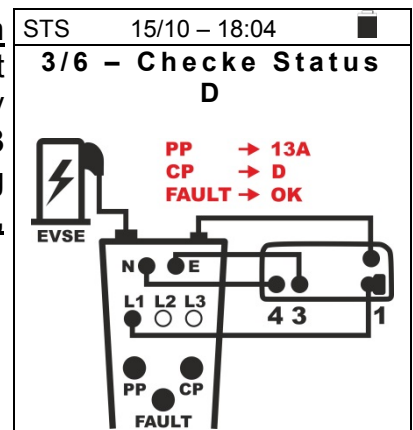 STS 15/10 – 18:04
3/6 – Checke Status
D
PP → 13A
CP → D
FAULT → OK
EVSE
N E
L1 L2 L3
4 3 1
PP CP
FAULT